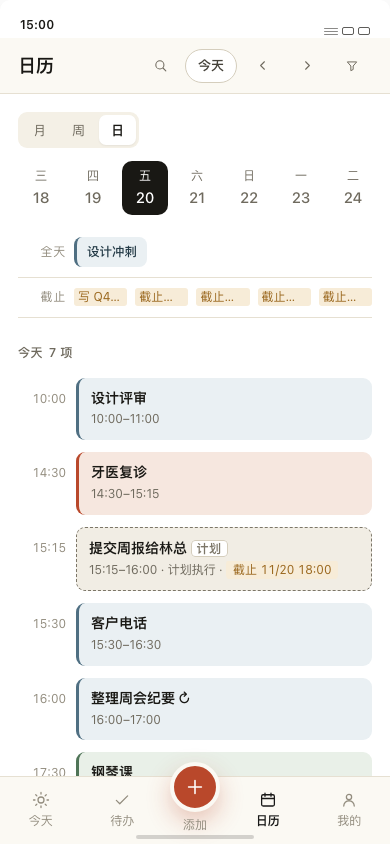 15:00
日历
今天
月 周 日
三 四 五 六 日 一 二
18 19 20 21 22 23 24
全天 设计冲刺
截止 写 Q4... 截止... 截止... 截止... 截止...
今天 7 项
10:00 设计评审
10:00–11:00
14:30 牙医复诊
14:30–15:15
15:15 提交周报给林总 计划
15:15–16:00 · 计划执行 · 截止 11/20 18:00
15:30 客户电话
15:30–16:30
16:00 整理周会纪要
16:00–17:00
17:30 钢琴课
今天 待办 添加 日历 我的